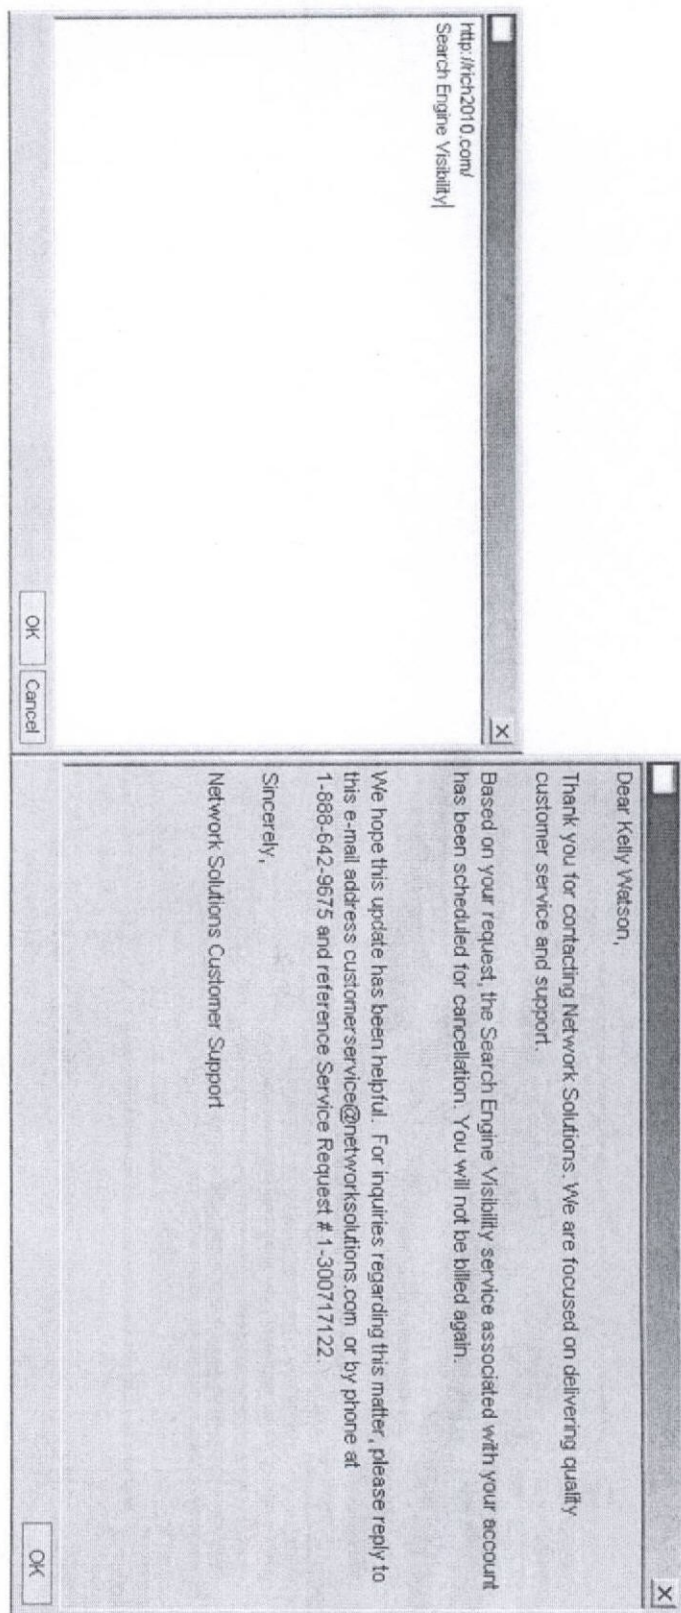 http://rich2010.com/
Search Engine Visibility
OK Cancel
X
Dear Kelly Watson,
Thank you for contacting Network Solutions. We are focused on delivering quality
customer service and support.
Based on your request, the Search Engine Visibility service associated with your account
has been scheduled for cancellation. You will not be billed again.
We hope this update has been helpful. For inquiries regarding this matter, please reply to
this e-mail address customerservice@networksolutions.com or by phone at
1-888-642-9675 and reference Service Request # 1-300717122.
Sincerely,
Network Solutions Customer Support
OK
X